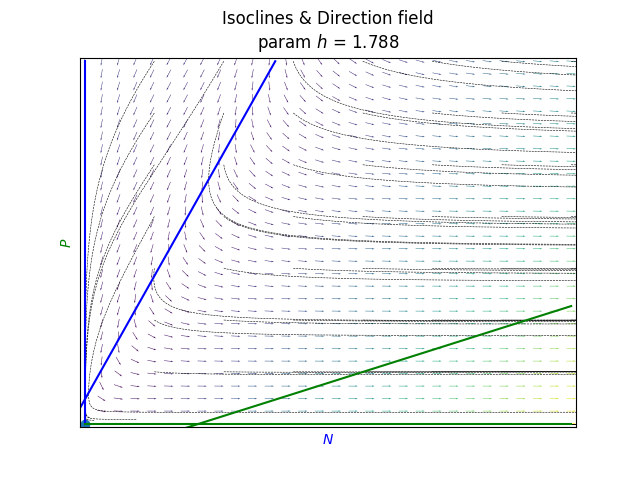 Isoclines & Direction field
param h = 1.788
P
N